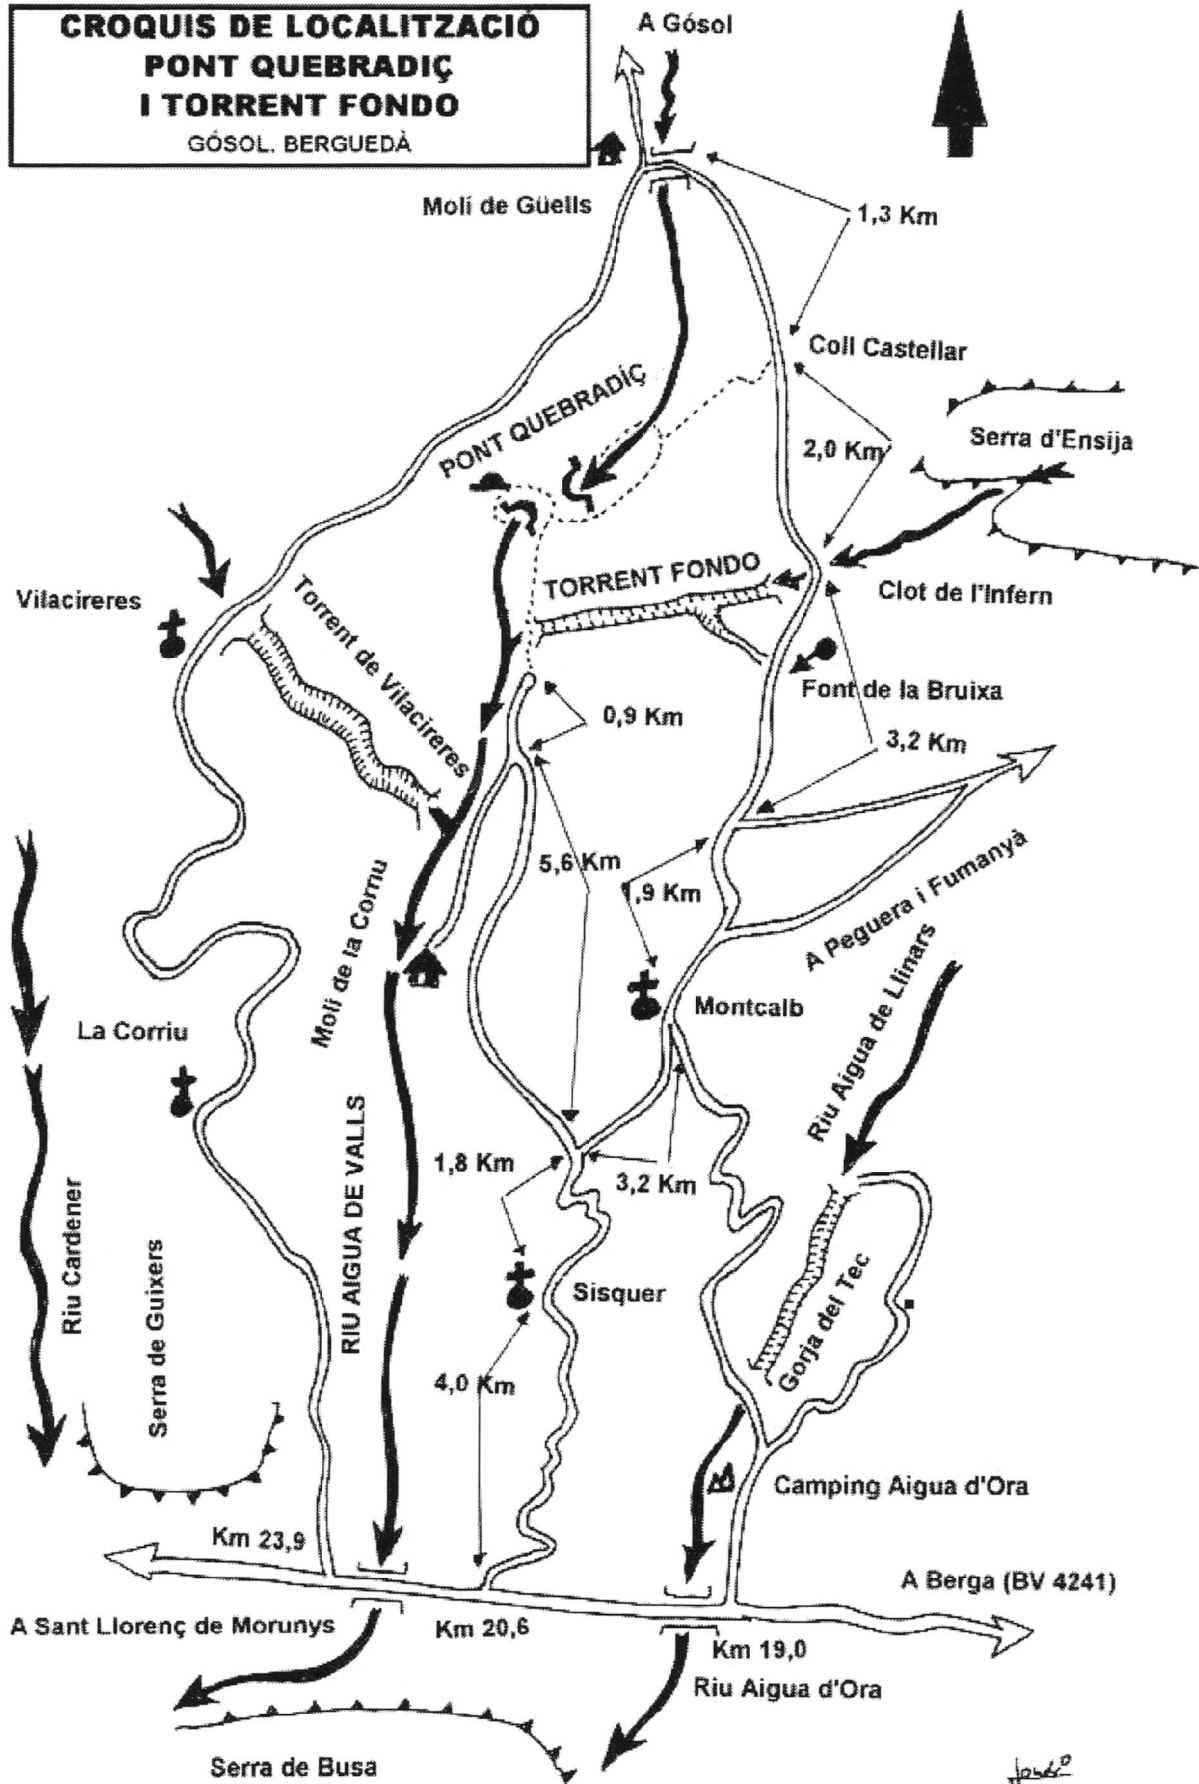 CROQUIS DE LOCALITZACIÓ
PONT QUEBRADIÇ
I TORRENT FONDO
GÓSOL. BERGUEDÀ
A Gósol
Molí de Güells
1,3 Km
Coll Castellar
PONT QUEBRADIÇ
2,0 Km
Serra d'Ensija
TORRENT FONDO
Clot de l'Infern
Vilacireres
Torrent de Vilacireres
Font de la Bruixa
0,9 Km
3,2 Km
5,6 Km
,9 Km
A Peguera i Fumanyà
Molí de la Corriu
Montcalb
Riu Aigua de Llinars
La Corriu
RIU AIGUA DE VALLS
1,8 Km
3,2 Km
Riu Cardener
Serra de Guixers
Sisquer
Gorja del Tec
4,0 Km
Camping Aigua d'Ora
Km 23,9
A Berga (BV 4241)
A Sant Llorenç de Morunys
Km 20,6
Km 19,0
Riu Aigua d'Ora
Serra de Busa